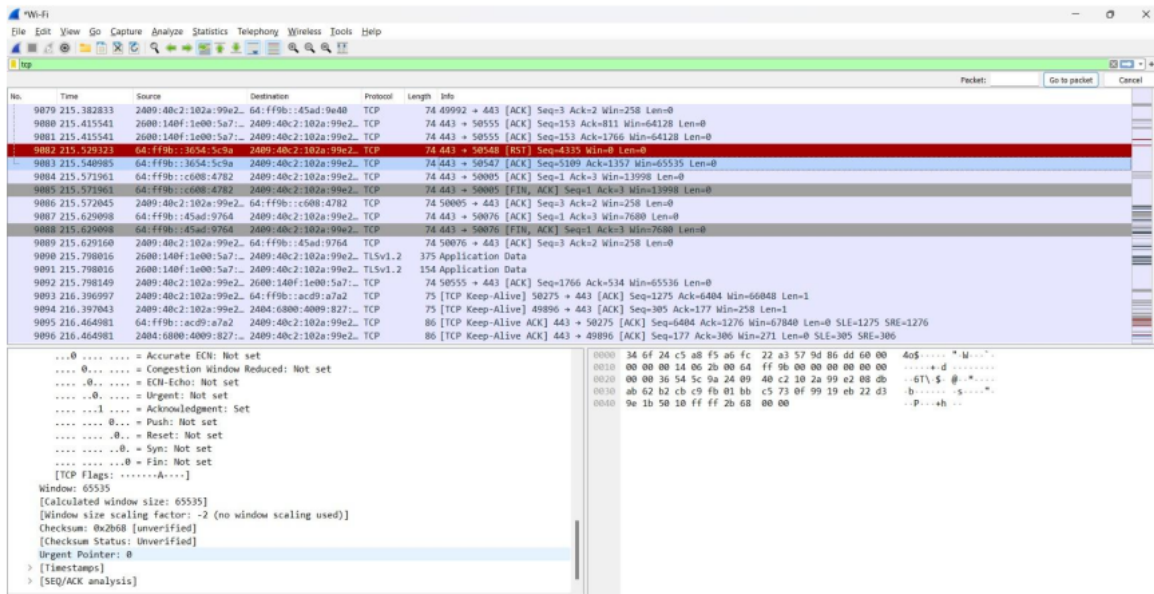 *Wi-Fi
File Edit View Go Capture Analyze Statistics Telephony Wireless Tools Help
tcp
Packet: Go to packet Cancel
No. Time Source Destination Protocol Length Info
9079 215.382833 2409:40c2:102a:99e2… 64:ff9b::45ad:9e40 TCP 74 49992 → 443 [ACK] Seq=3 Ack=2 Win=258 Len=0
9080 215.415541 2600:140f:1e00:5a7:… 2409:40c2:102a:99e2… TCP 74 443 → 50555 [ACK] Seq=153 Ack=811 Win=64128 Len=0
9081 215.415541 2600:140f:1e00:5a7:… 2409:40c2:102a:99e2… TCP 74 443 → 50555 [ACK] Seq=153 Ack=1766 Win=64128 Len=0
9082 215.529323 64:ff9b::3654:5c9a 2409:40c2:102a:99e2… TCP 74 443 → 50548 [RST] Seq=4335 Win=0 Len=0
9083 215.540985 64:ff9b::3654:5c9a 2409:40c2:102a:99e2… TCP 74 443 → 50547 [ACK] Seq=5109 Ack=1357 Win=65535 Len=0
9084 215.571961 64:ff9b::c608:4782 2409:40c2:102a:99e2… TCP 74 443 → 50005 [ACK] Seq=1 Ack=3 Win=13998 Len=0
9085 215.571961 64:ff9b::c608:4782 2409:40c2:102a:99e2… TCP 74 443 → 50005 [FIN, ACK] Seq=1 Ack=3 Win=13998 Len=0
9086 215.572045 2409:40c2:102a:99e2… 64:ff9b::c608:4782 TCP 74 50005 → 443 [ACK] Seq=3 Ack=2 Win=258 Len=0
9087 215.629098 64:ff9b::45ad:9764 2409:40c2:102a:99e2… TCP 74 443 → 50076 [ACK] Seq=1 Ack=3 Win=7680 Len=0
9088 215.629098 64:ff9b::45ad:9764 2409:40c2:102a:99e2… TCP 74 443 → 50076 [FIN, ACK] Seq=1 Ack=3 Win=7680 Len=0
9089 215.629160 2409:40c2:102a:99e2… 64:ff9b::45ad:9764 TCP 74 50076 → 443 [ACK] Seq=3 Ack=2 Win=258 Len=0
9090 215.798016 2600:140f:1e00:5a7:… 2409:40c2:102a:99e2… TLSv1.2 375 Application Data
9091 215.798016 2600:140f:1e00:5a7:… 2409:40c2:102a:99e2… TLSv1.2 154 Application Data
9092 215.798149 2409:40c2:102a:99e2… 2600:140f:1e00:5a7:… TCP 74 50555 → 443 [ACK] Seq=1766 Ack=534 Win=65536 Len=0
9093 216.396997 2409:40c2:102a:99e2… 64:ff9b::acd9:a7a2 TCP 75 [TCP Keep-Alive] 50275 → 443 [ACK] Seq=1275 Ack=6404 Win=66048 Len=1
9094 216.397043 2409:40c2:102a:99e2… 2404:6800:4009:827:… TCP 75 [TCP Keep-Alive] 49896 → 443 [ACK] Seq=305 Ack=177 Win=258 Len=1
9095 216.464981 64:ff9b::acd9:a7a2 2409:40c2:102a:99e2… TCP 86 [TCP Keep-Alive ACK] 443 → 50275 [ACK] Seq=6404 Ack=1276 Win=67840 Len=0 SLE=1275 SRE=1276
9096 216.464981 2404:6800:4009:827:… 2409:40c2:102a:99e2… TCP 86 [TCP Keep-Alive ACK] 443 → 49896 [ACK] Seq=177 Ack=306 Win=271 Len=0 SLE=305 SRE=306
...0 .... .... = Accurate ECN: Not set
.... 0... .... = Congestion Window Reduced: Not set
.... .0.. .... = ECN-Echo: Not set
.... ..0. .... = Urgent: Not set
.... ...1 .... = Acknowledgment: Set
.... .... 0... = Push: Not set
.... .... .0.. = Reset: Not set
.... .... ..0. = Syn: Not set
.... .... ...0 = Fin: Not set
[TCP Flags: ·······A····]
Window: 65535
[Calculated window size: 65535]
[Window size scaling factor: -2 (no window scaling used)]
Checksum: 0x2b68 [unverified]
[Checksum Status: Unverified]
Urgent Pointer: 0
> [Timestamps]
> [SEQ/ACK analysis]
0000 34 6f 24 c5 a8 f5 a6 fc 22 a3 57 9d 86 dd 60 00 4o$····· "·W···`·
0010 00 00 00 14 06 2b 00 64 ff 9b 00 00 00 00 00 00 ·····+·d ········
0020 00 00 36 54 5c 9a 24 09 40 c2 10 2a 99 e2 08 db ··6T\·$· @··*····
0030 ab 62 b2 cb c9 fb 01 bb c5 73 0f 99 19 eb 22 d3 ·b······ ·s····"·
0040 9e 1b 50 10 ff ff 2b 68 00 00 ··P···+h ··